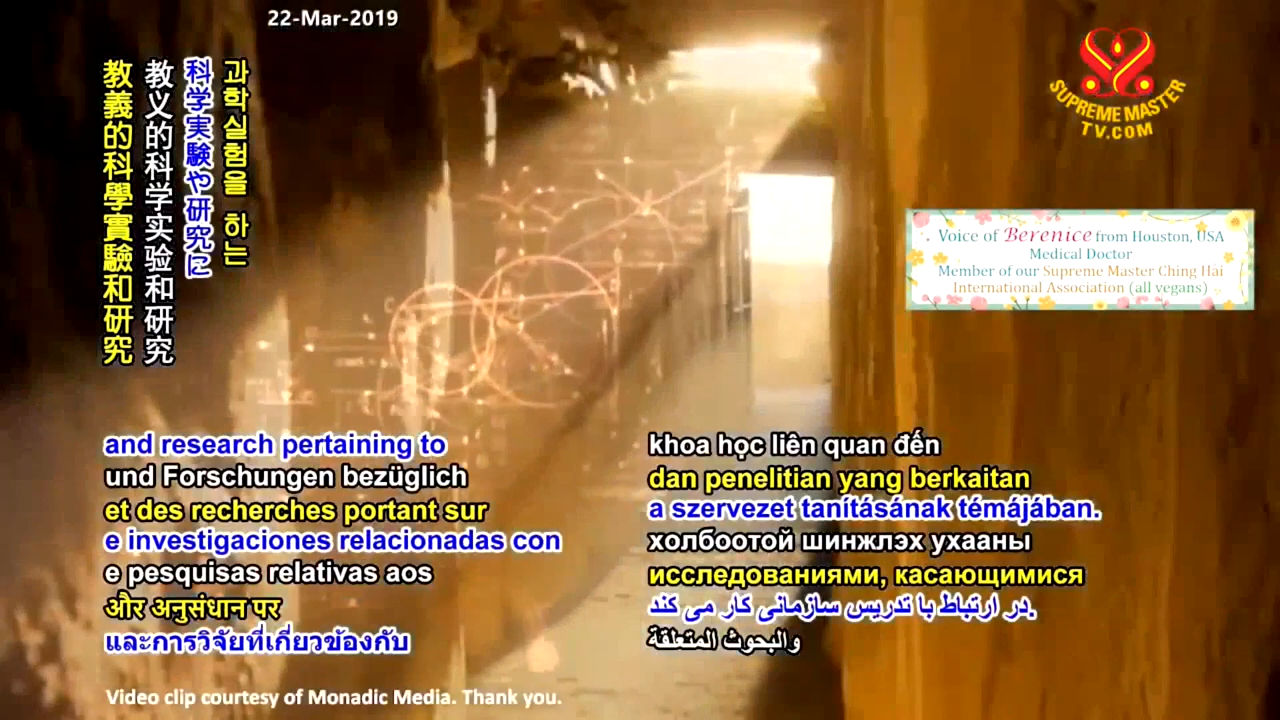 22-Mar-2019
SUPREME MASTER
TV.COM
과학실험을 하는
科学実験や研究に
教义的科学实验和研究
教義的科學實驗和研究
Voice of Berenice from Houston, USA
Medical Doctor
Member of our Supreme Master Ching Hai
International Association (all vegans)
and research pertaining to
und Forschungen bezüglich
et des recherches portant sur
e investigaciones relacionadas con
e pesquisas relativas aos
और अनुसंधान पर
และการวิจัยที่เกี่ยวข้องกับ
khoa học liên quan đến
dan penelitian yang berkaitan
a szervezet tanításának témájában.
холбоотой шинжлэх ухааны
исследованиями, касающимися
در ارتباط با تدریس سازمانی کار می کند.
والبحوث المتعلقة
Video clip courtesy of Monadic Media. Thank you.